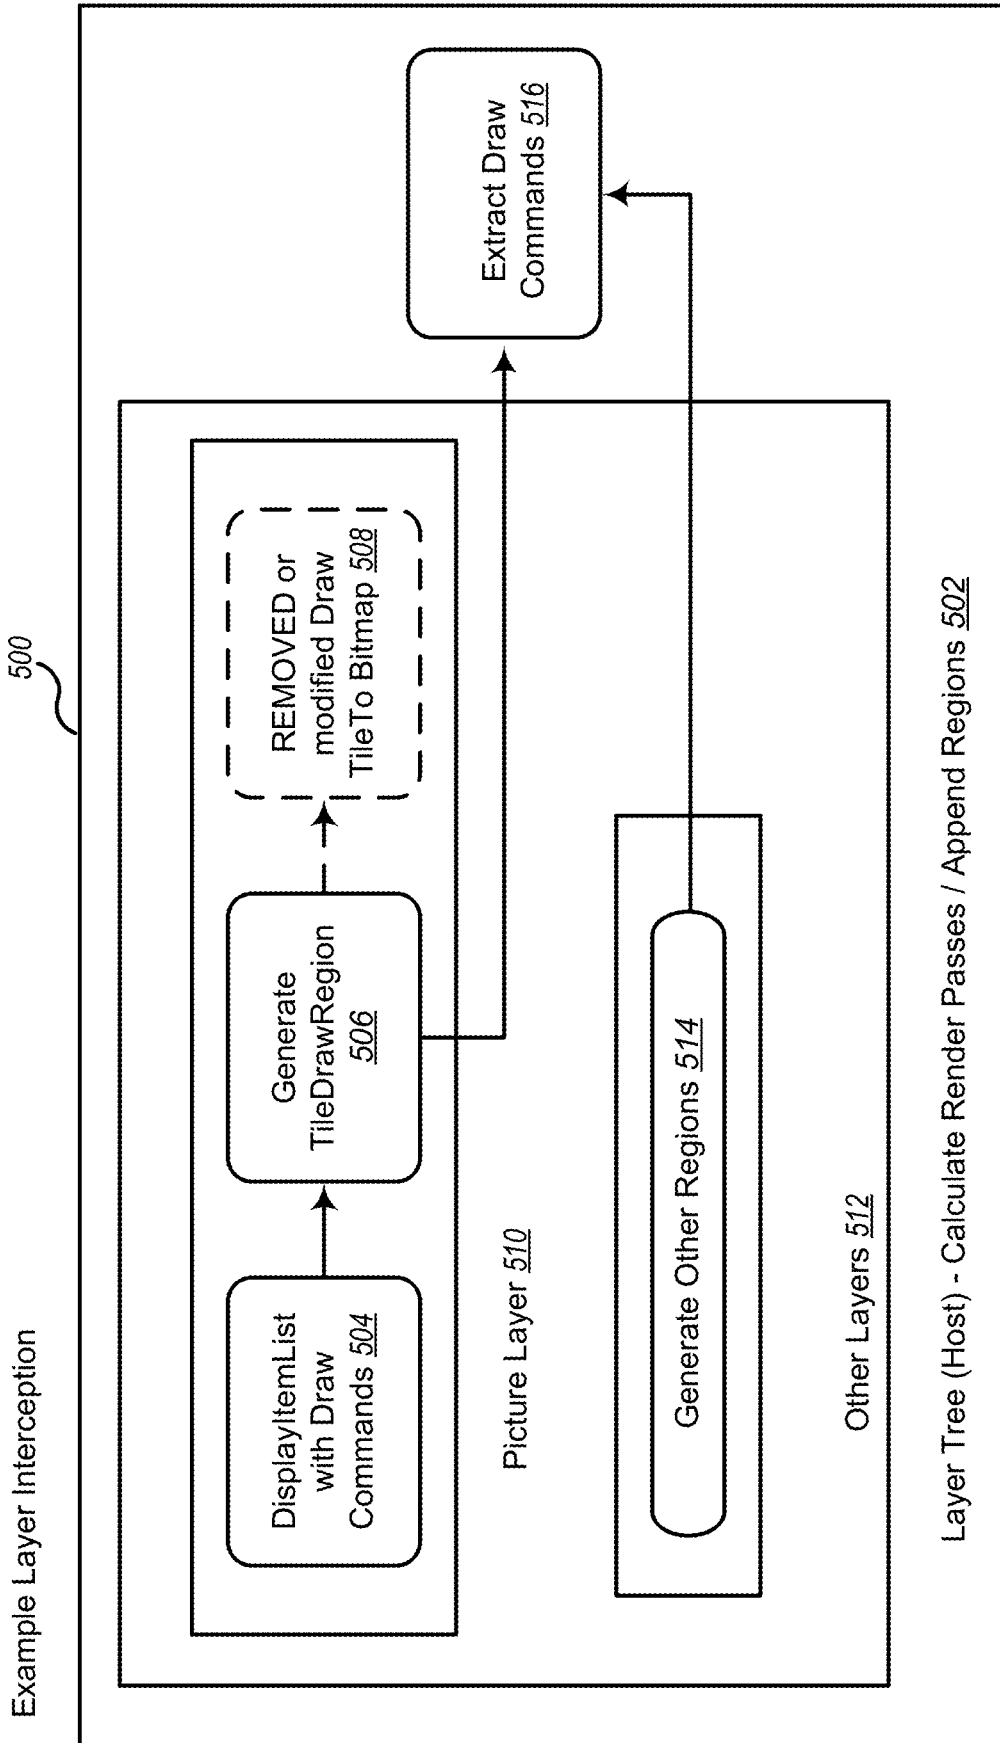 Example Layer Interception
500
DisplayItemList
with Draw
Commands 504
Generate
TileDrawRegion
506
REMOVED or
modified Draw
TileTo Bitmap 508
Extract Draw
Commands 516
Picture Layer 510
Generate Other Regions 514
Other Layers 512
Layer Tree (Host) - Calculate Render Passes / Append Regions 502